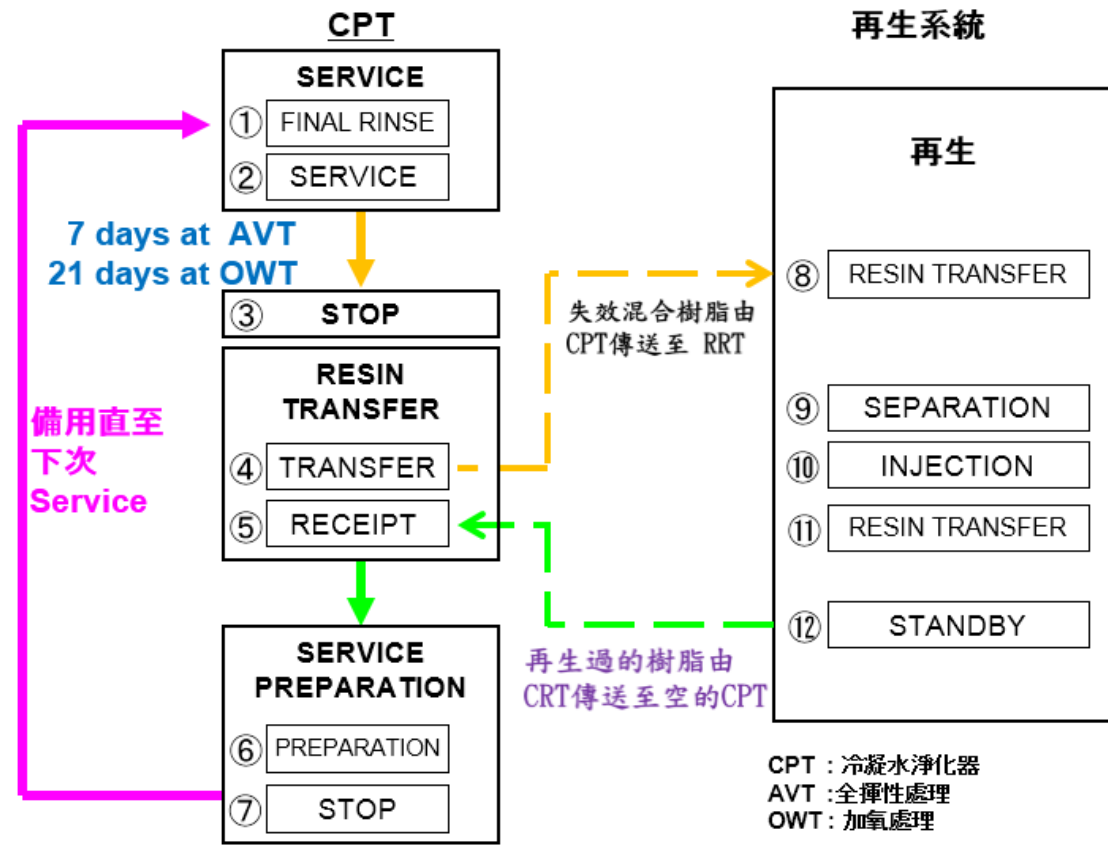 CPT
SERVICE
① FINAL RINSE
② SERVICE
7 days at AVT
21 days at OWT
③ STOP
RESIN
TRANSFER
④ TRANSFER
⑤ RECEIPT
SERVICE
PREPARATION
⑥ PREPARATION
⑦ STOP
備用直至
下次
Service
失效混合樹脂由
CPT傳送至 RRT
再生過的樹脂由
CRT傳送至空的CPT
再生系統
再生
⑧ RESIN TRANSFER
⑨ SEPARATION
⑩ INJECTION
⑪ RESIN TRANSFER
⑫ STANDBY
CPT : 冷凝水淨化器
AVT :全揮性處理
OWT : 加氧處理